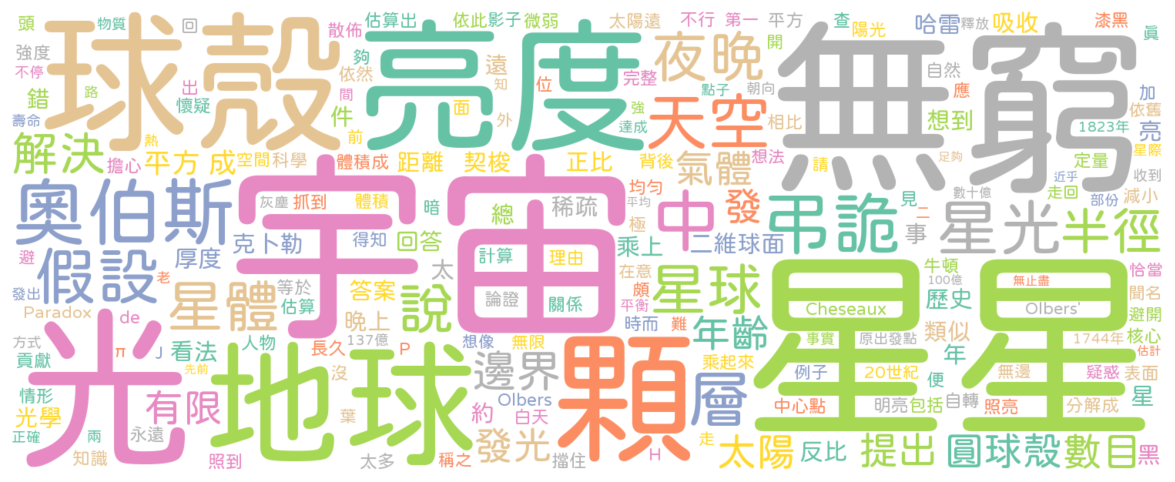 頭 物質 回 散佈 估算出 依此 影子 微弱 太陽遠 不行 第一 平方 查 陽光 哈雷 釋放 吸收 漆黑 眞
強度 球殼 夠 亮度 遠 夜晚 開 無窮
不停 錯 路 出 懷疑 依然 間 件 面 知 位 完整 點子 朝向 自然 應 加 依舊
壽命 熱 前 外 強 達成 天空 相比 想到 1823年 亮
解決 擔心 平方 成 空間 科學 體積成 距離 契梭 正比 背後 氣體 想法 請 足夠 定量 星際
奧伯斯 宇宙 灰塵 抓到 體積 暗 總 稀疏 均勻 平均 極 中 發 弔詭 見 二 數十億 近乎 走回 部份 收到 減小
避 厚度 克卜勒 得知 回答 計算 理由 乘上 二維球面 事 星光 半徑
假設 老 等於 太 論證 關係 在意 頗 星球 牛頓 100億 無止盡 恰當
發出 星體 估算 答案 說 平衡 時而 難 年齡 Cheseaux 歷史 星星 Olbers' 聞名 避開
Paradox de 晚上 137億 想像 無限 類似 事實 原出發點 1744年 核心
方式 貢獻 π J 看法 人物 長久 P 邊界 顆 乘起來 年 估計
光 先前 地球 沒 Olbers 層 例子 20世紀 便 無邊 疑惑 表面
情形 光學 有限 葉 約 白天 中心點 明亮 包括 自轉 照亮 分解成 星
正確 兩 永遠 發光 走 H
知識 照到 太多 稱之 擋住 太陽 反比 提出 圓球殼 數目 黑